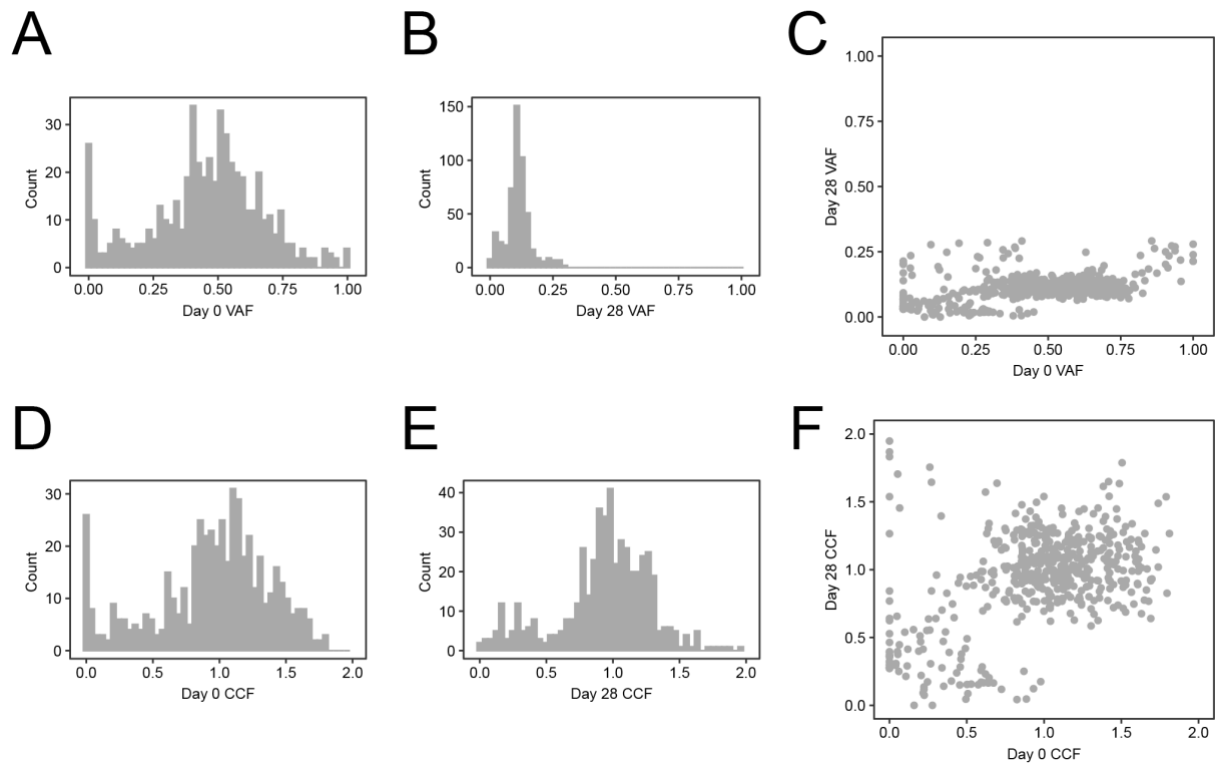 A
B
C
30
20
10
0
Count
0.00 0.25 0.50 0.75 1.00
Day 0 VAF
150
100
50
0
Count
0.00 0.25 0.50 0.75 1.00
Day 28 VAF
1.00
0.75
0.50
0.25
0.00
Day 28 VAF
0.00 0.25 0.50 0.75 1.00
Day 0 VAF
D
E
F
30
20
10
0
Count
0.0 0.5 1.0 1.5 2.0
Day 0 CCF
40
30
20
10
0
Count
0.0 0.5 1.0 1.5 2.0
Day 28 CCF
2.0
1.5
1.0
0.5
0.0
Day 28 CCF
0.0 0.5 1.0 1.5 2.0
Day 0 CCF